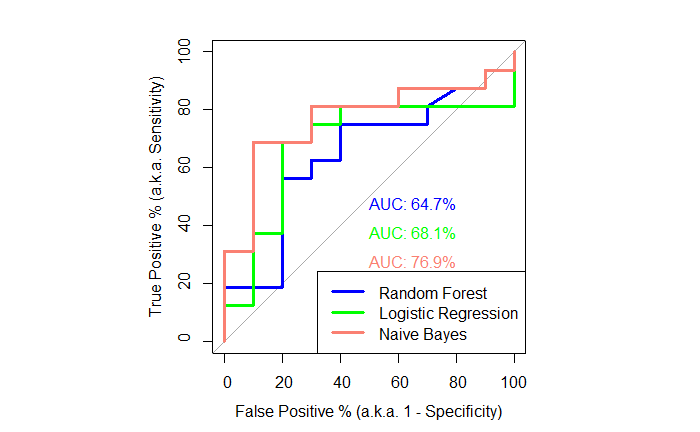 100
80
60
40
20
0
True Positive % (a.k.a. Sensitivity)
AUC: 64.7%
AUC: 68.1%
AUC: 76.9%
Random Forest
Logistic Regression
Naive Bayes
0 20 40 60 80 100
False Positive % (a.k.a. 1 - Specificity)